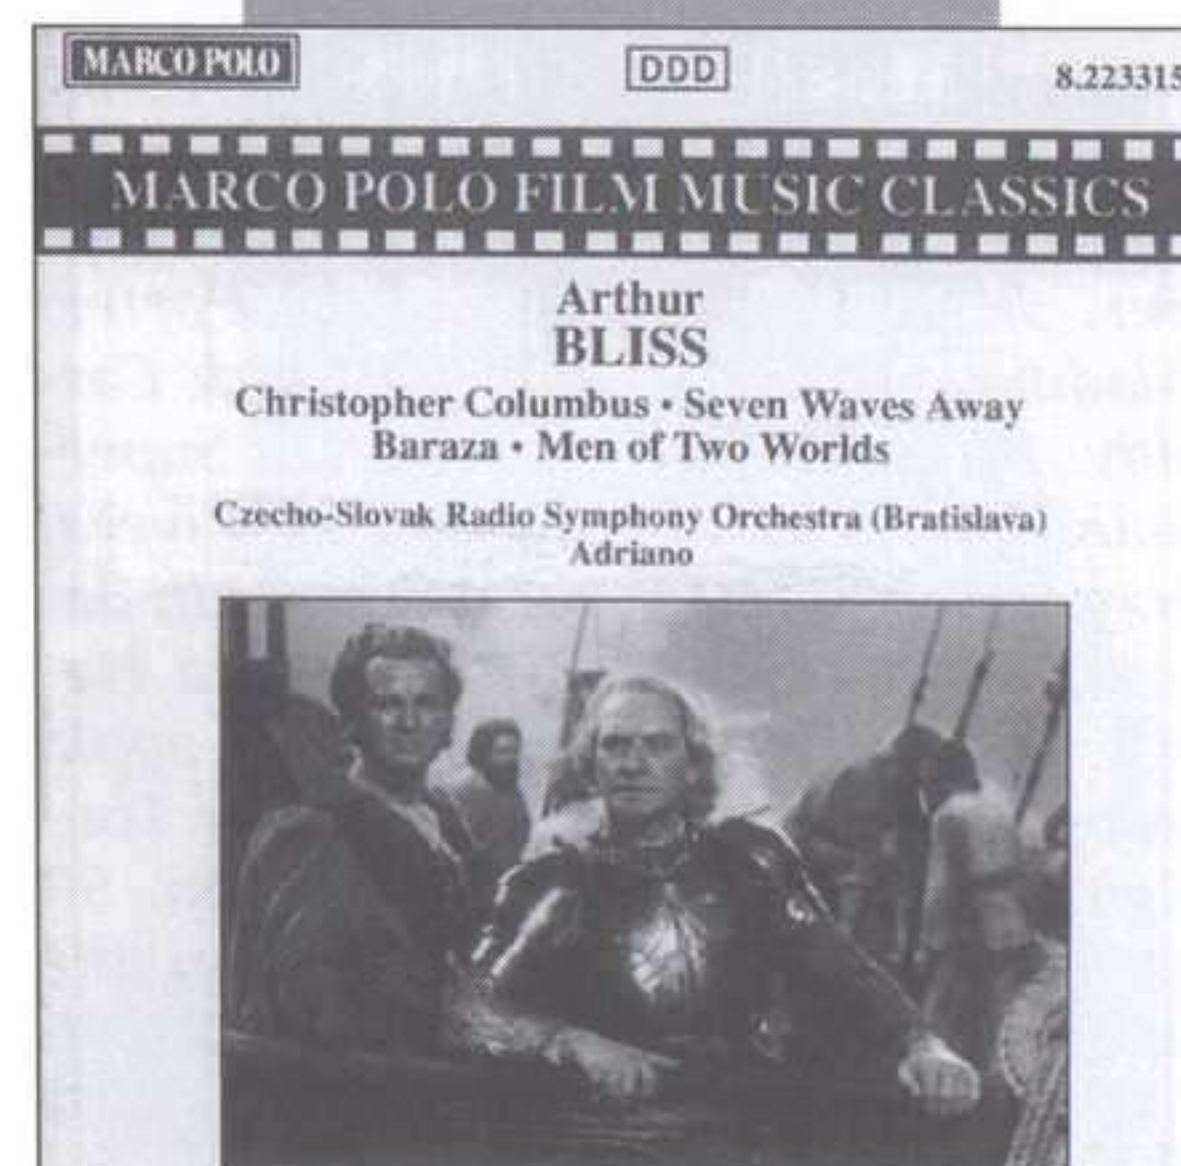 MARCO POLO
DDD
8.223315
MARCO POLO FILM MUSIC CLASSICS
Arthur
BLISS
Christopher Columbus • Seven Waves Away
Baraza • Men of Two Worlds
Czecho-Slovak Radio Symphony Orchestra (Bratislava)
Adriano